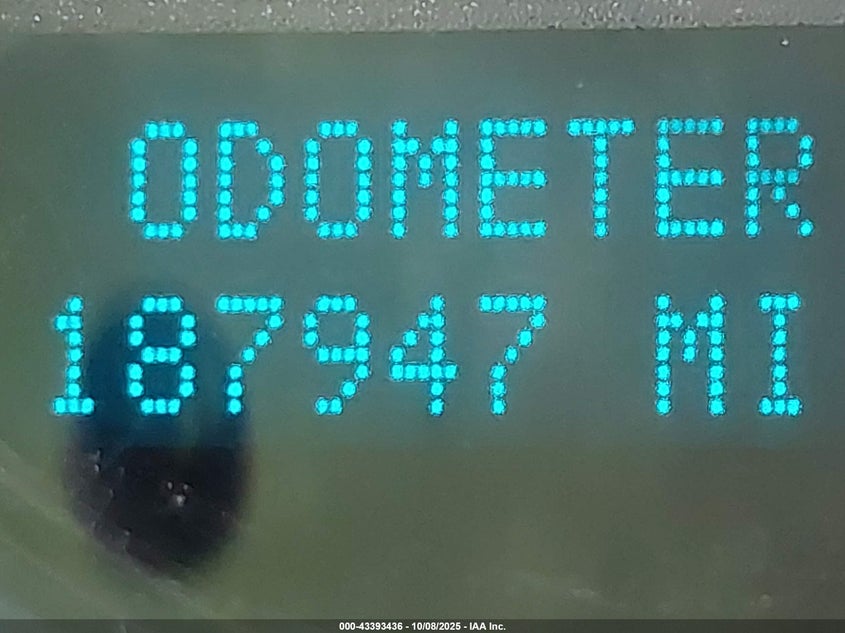 ODOMETER
187947 MI
000-43393436 - 10/08/2025 - IAA Inc.